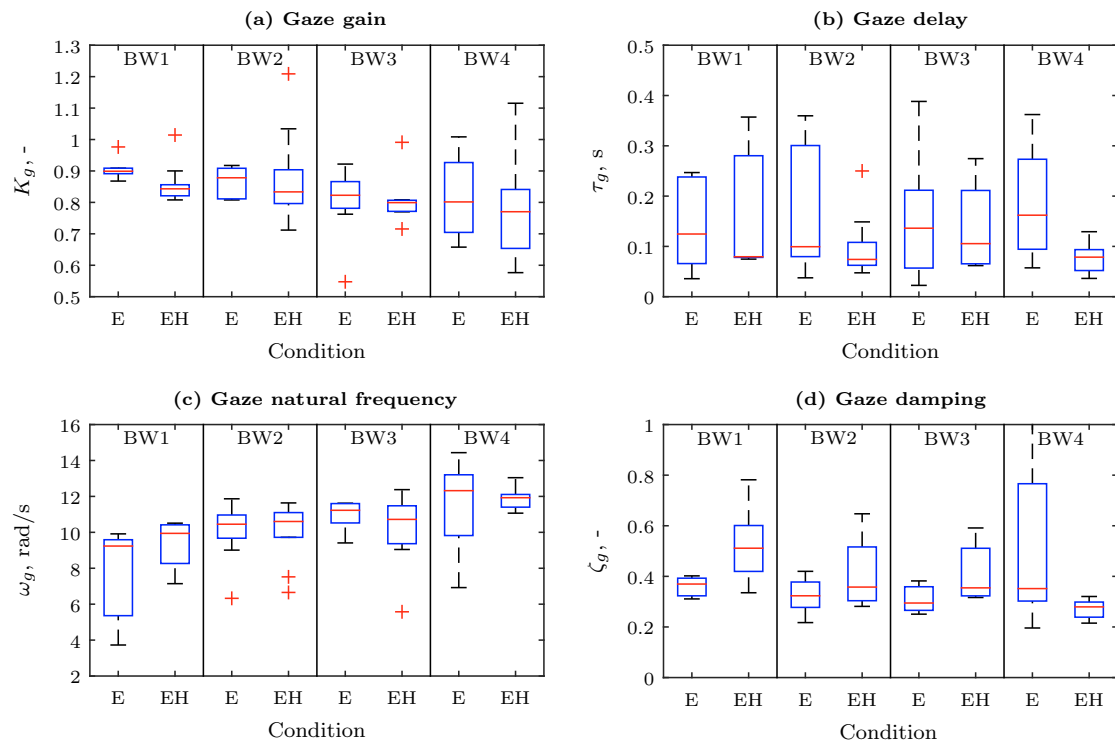 (a) Gaze gain
1.3
1.2
1.1
1
0.9
0.8
0.7
0.6
0.5
K_g, -
BW1 BW2 BW3 BW4
E EH E EH E EH E EH
Condition
(b) Gaze delay
0.5
0.4
0.3
0.2
0.1
0
τ_g, s
BW1 BW2 BW3 BW4
E EH E EH E EH E EH
Condition
(c) Gaze natural frequency
16
14
12
10
8
6
4
2
ω_g, rad/s
BW1 BW2 BW3 BW4
E EH E EH E EH E EH
Condition
(d) Gaze damping
1
0.8
0.6
0.4
0.2
0
ζ_g, -
BW1 BW2 BW3 BW4
E EH E EH E EH E EH
Condition